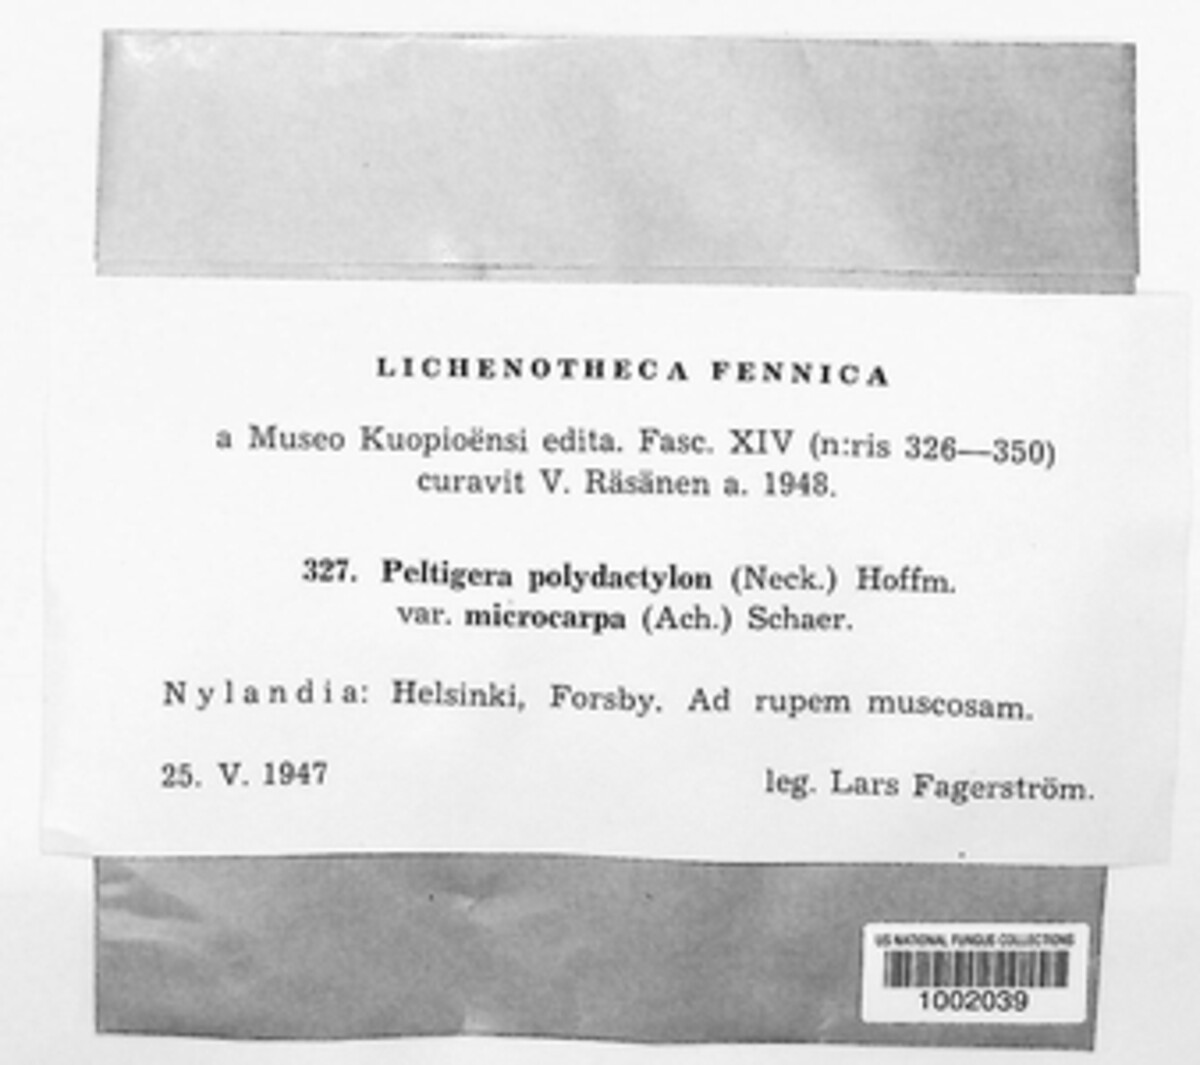 LICHENOTHECA FENNICA
a Museo Kuopioënsi edita. Fasc. XIV (n:ris 326—350)
curavit V. Räsänen a. 1948.
327. Peltigera polydactylon (Neck.) Hoffm.
var. microcarpa (Ach.) Schaer.
Nylandia: Helsinki, Forsby. Ad rupem muscosam.
25. V. 1947 leg. Lars Fagerström.
US NATIONAL FUNGUS COLLECTIONS
1002039